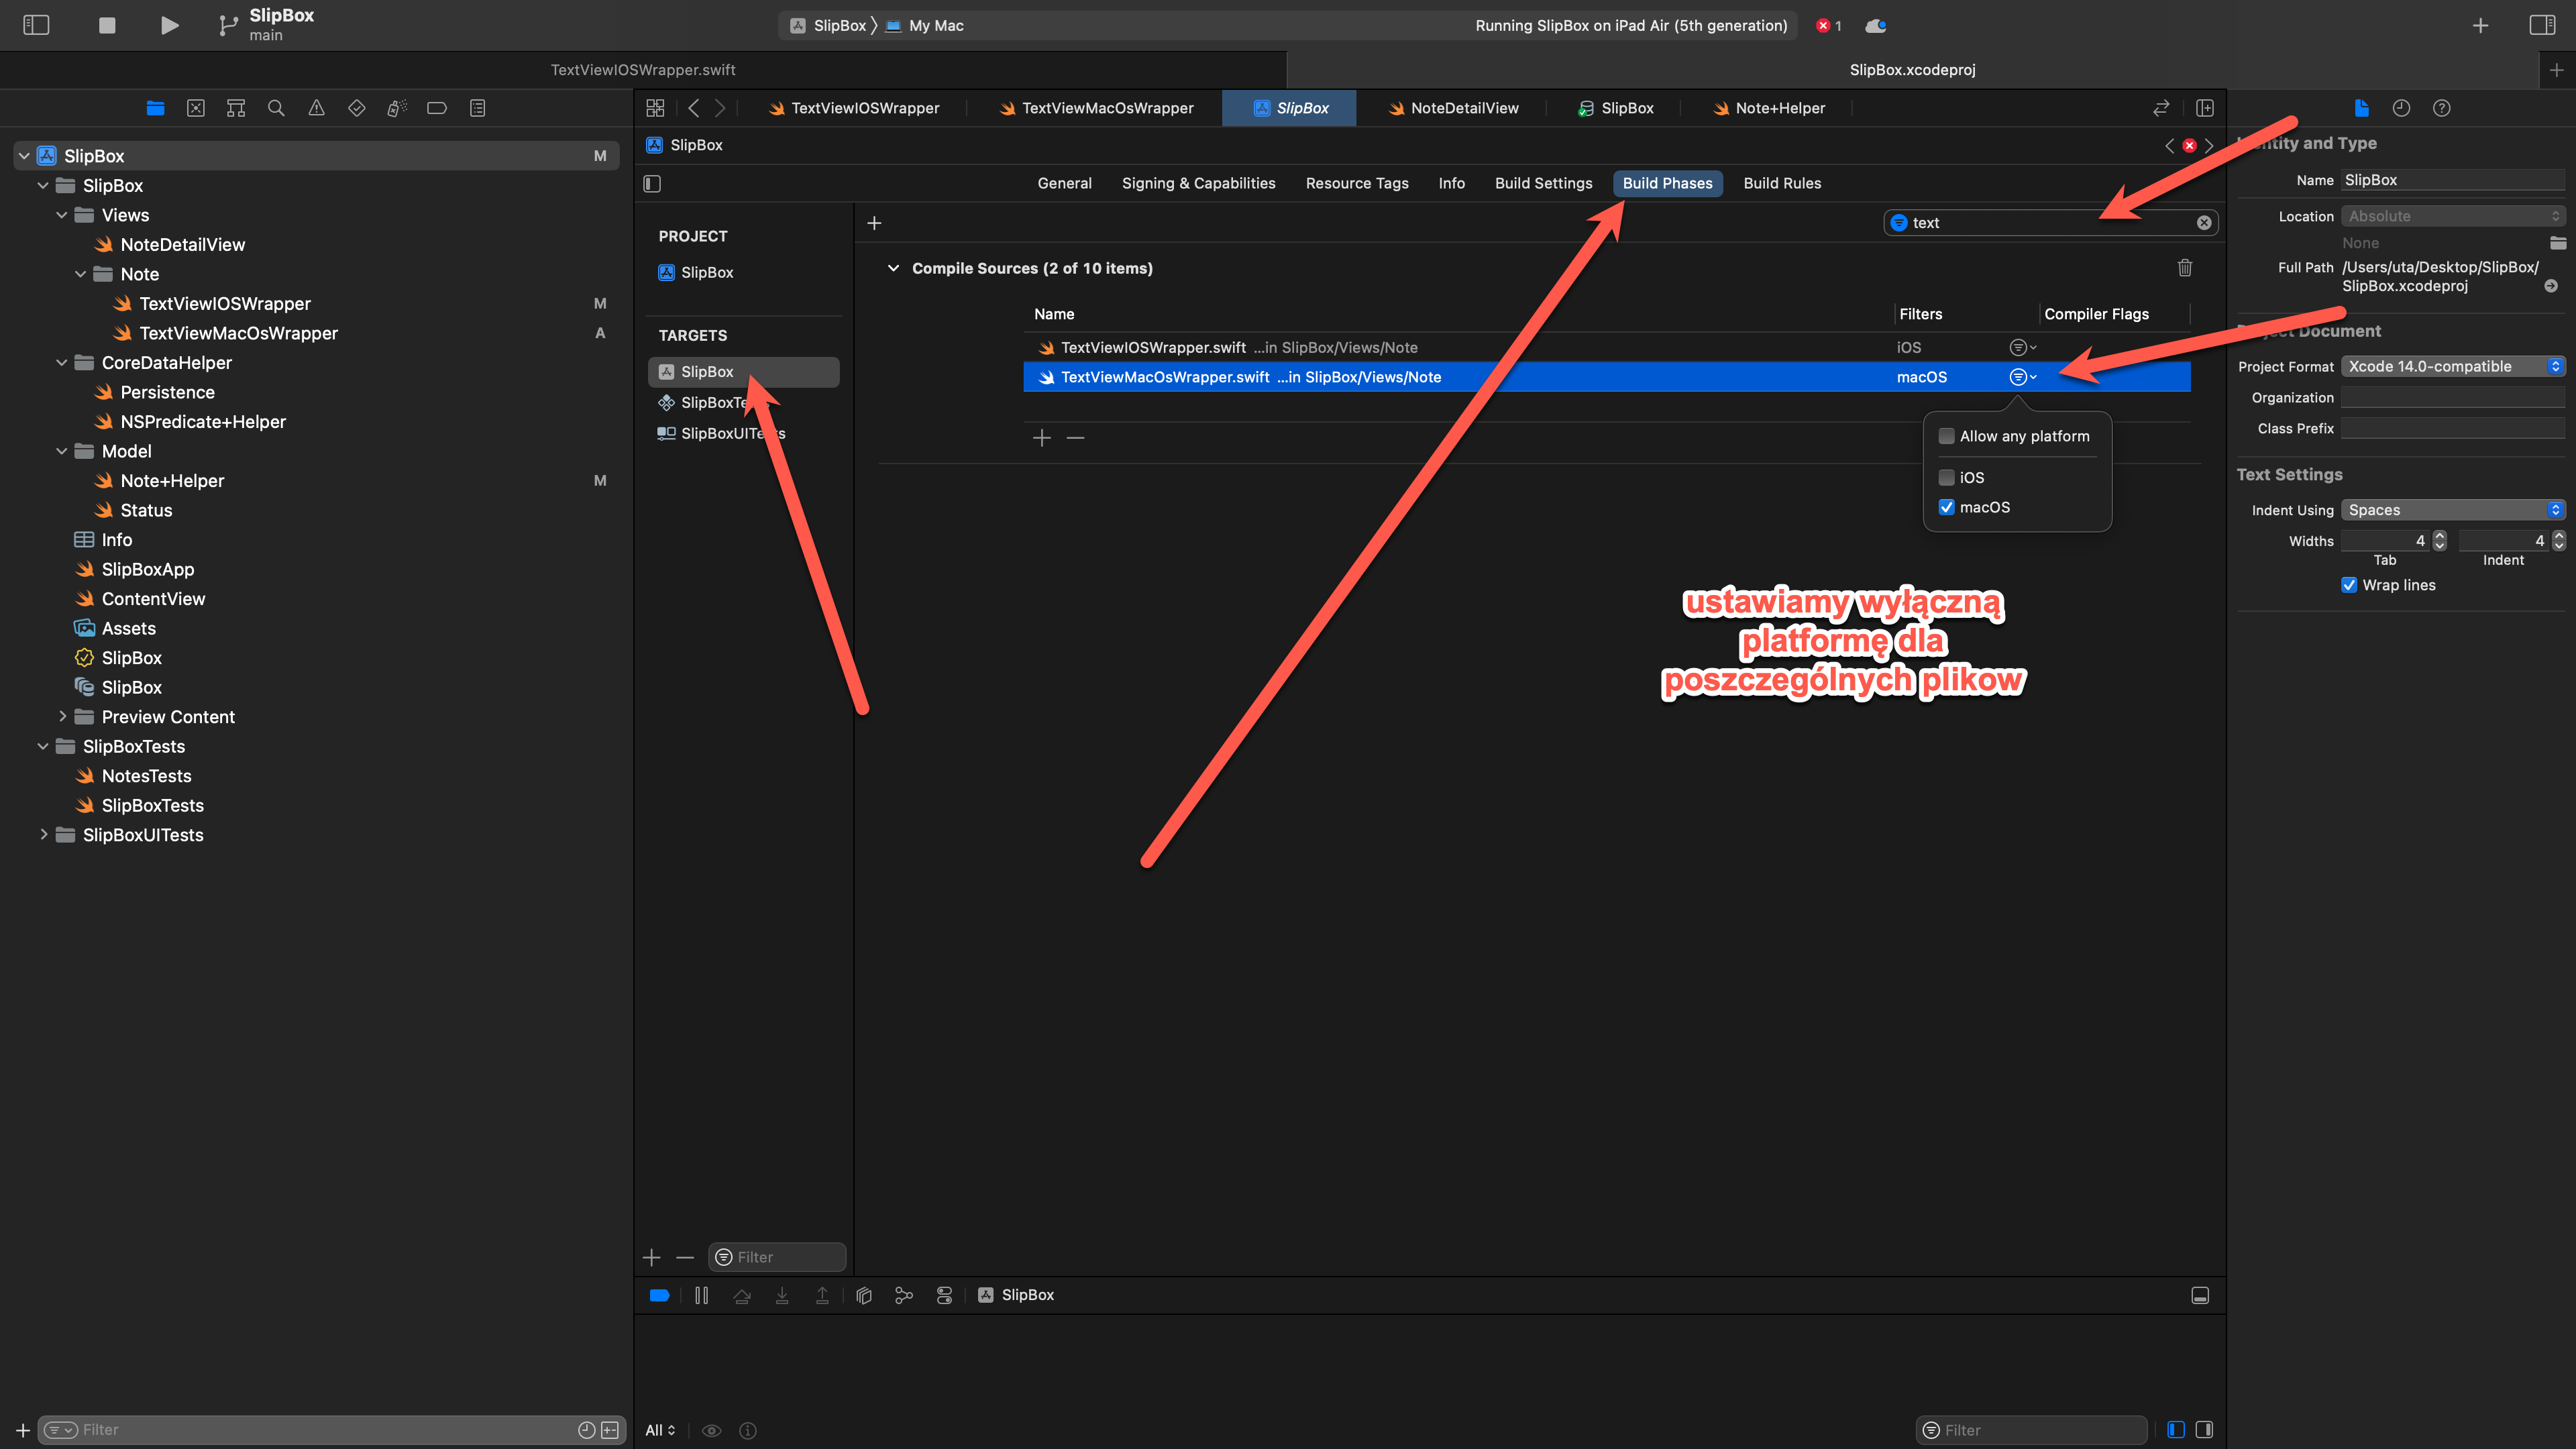 SlipBox
main
SlipBox
My Mac
Running SlipBox on iPad Air (5th generation)
1
TextViewIOSWrapper.swift
SlipBox.xcodeproj
TextViewIOSWrapper
TextViewMacOsWrapper
SlipBox
NoteDetailView
SlipBox
Note+Helper
SlipBox M
SlipBox
Views
NoteDetailView
Note
TextViewIOSWrapper M
TextViewMacOsWrapper A
CoreDataHelper
Persistence
NSPredicate+Helper
Model
Note+Helper M
Status
Info
SlipBoxApp
ContentView
Assets
SlipBox
SlipBox
Preview Content
SlipBoxTests
NotesTests
SlipBoxTests
SlipBoxUITests
Filter
SlipBox
General
Signing & Capabilities
Resource Tags
Info
Build Settings
Build Phases
Build Rules
PROJECT
SlipBox
TARGETS
SlipBox
SlipBoxTe
SlipBoxUITests
Filter
text
Compile Sources (2 of 10 items)
Name Filters Compiler Flags
TextViewIOSWrapper.swift ...in SlipBox/Views/Note iOS
TextViewMacOsWrapper.swift ...in SlipBox/Views/Note macOS
Allow any platform
iOS
macOS
ustawiamy wyłączną
platformę dla
poszczególnych plikow
SlipBox
All
Filter
Identity and Type
Name SlipBox
Location Absolute
None
Full Path /Users/uta/Desktop/SlipBox/
SlipBox.xcodeproj
Project Document
Project Format Xcode 14.0-compatible
Organization
Class Prefix
Text Settings
Indent Using Spaces
Widths 4 4
Tab Indent
Wrap lines